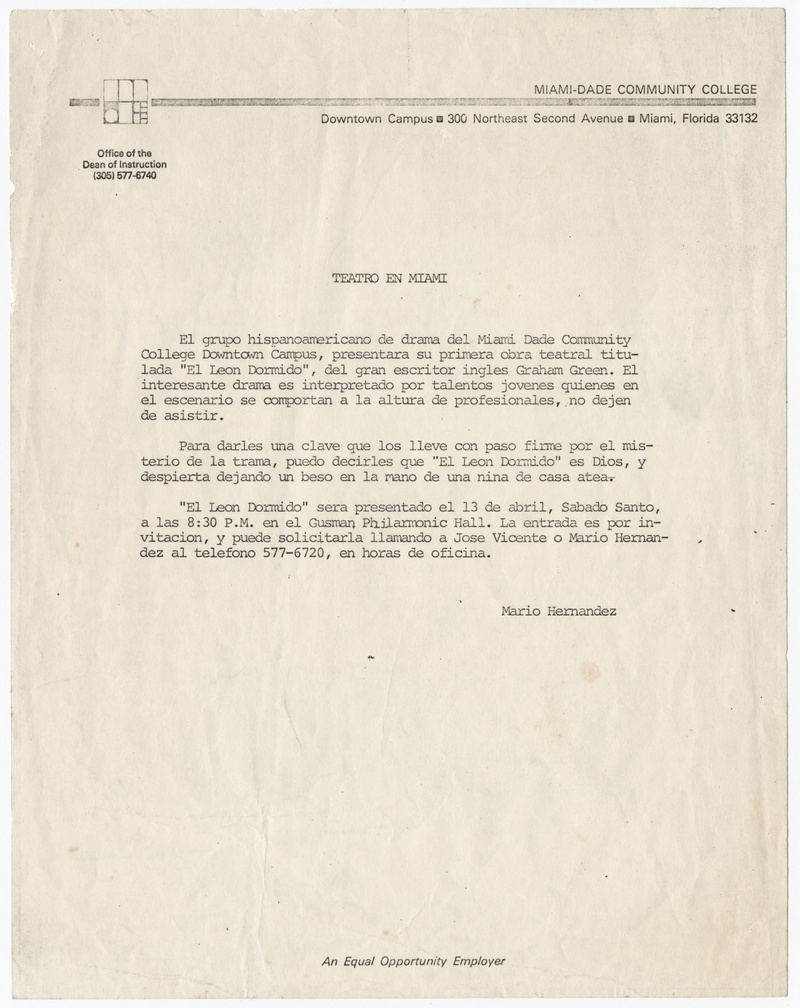 MIAMI-DADE COMMUNITY COLLEGE
Downtown Campus ■ 300 Northeast Second Avenue ■ Miami, Florida 33132
Office of the
Dean of Instruction
(305) 577-6740
TEATRO EN MIAMI
El grupo hispanoamericano de drama del Miami Dade Community
College Downtown Campus, presentara su primera obra teatral titu-
lada "El Leon Dormido", del gran escritor ingles Graham Green. El
interesante drama es interpretado por talentos jovenes quienes en
el escenario se comportan a la altura de profesionales, no dejen
de asistir.
Para darles una clave que los lleve con paso firme por el mis-
terio de la trama, puedo decirles que "El Leon Dormido" es Dios, y
despierta dejando un beso en la mano de una nina de casa atea.
"El Leon Dormido" sera presentado el 13 de abril, Sabado Santo,
a las 8:30 P.M. en el Gusman Philarmonic Hall. La entrada es por in-
vitacion, y puede solicitarla llamando a Jose Vicente o Mario Hernan-
dez al telefono 577-6720, en horas de oficina.
Mario Hernandez
An Equal Opportunity Employer